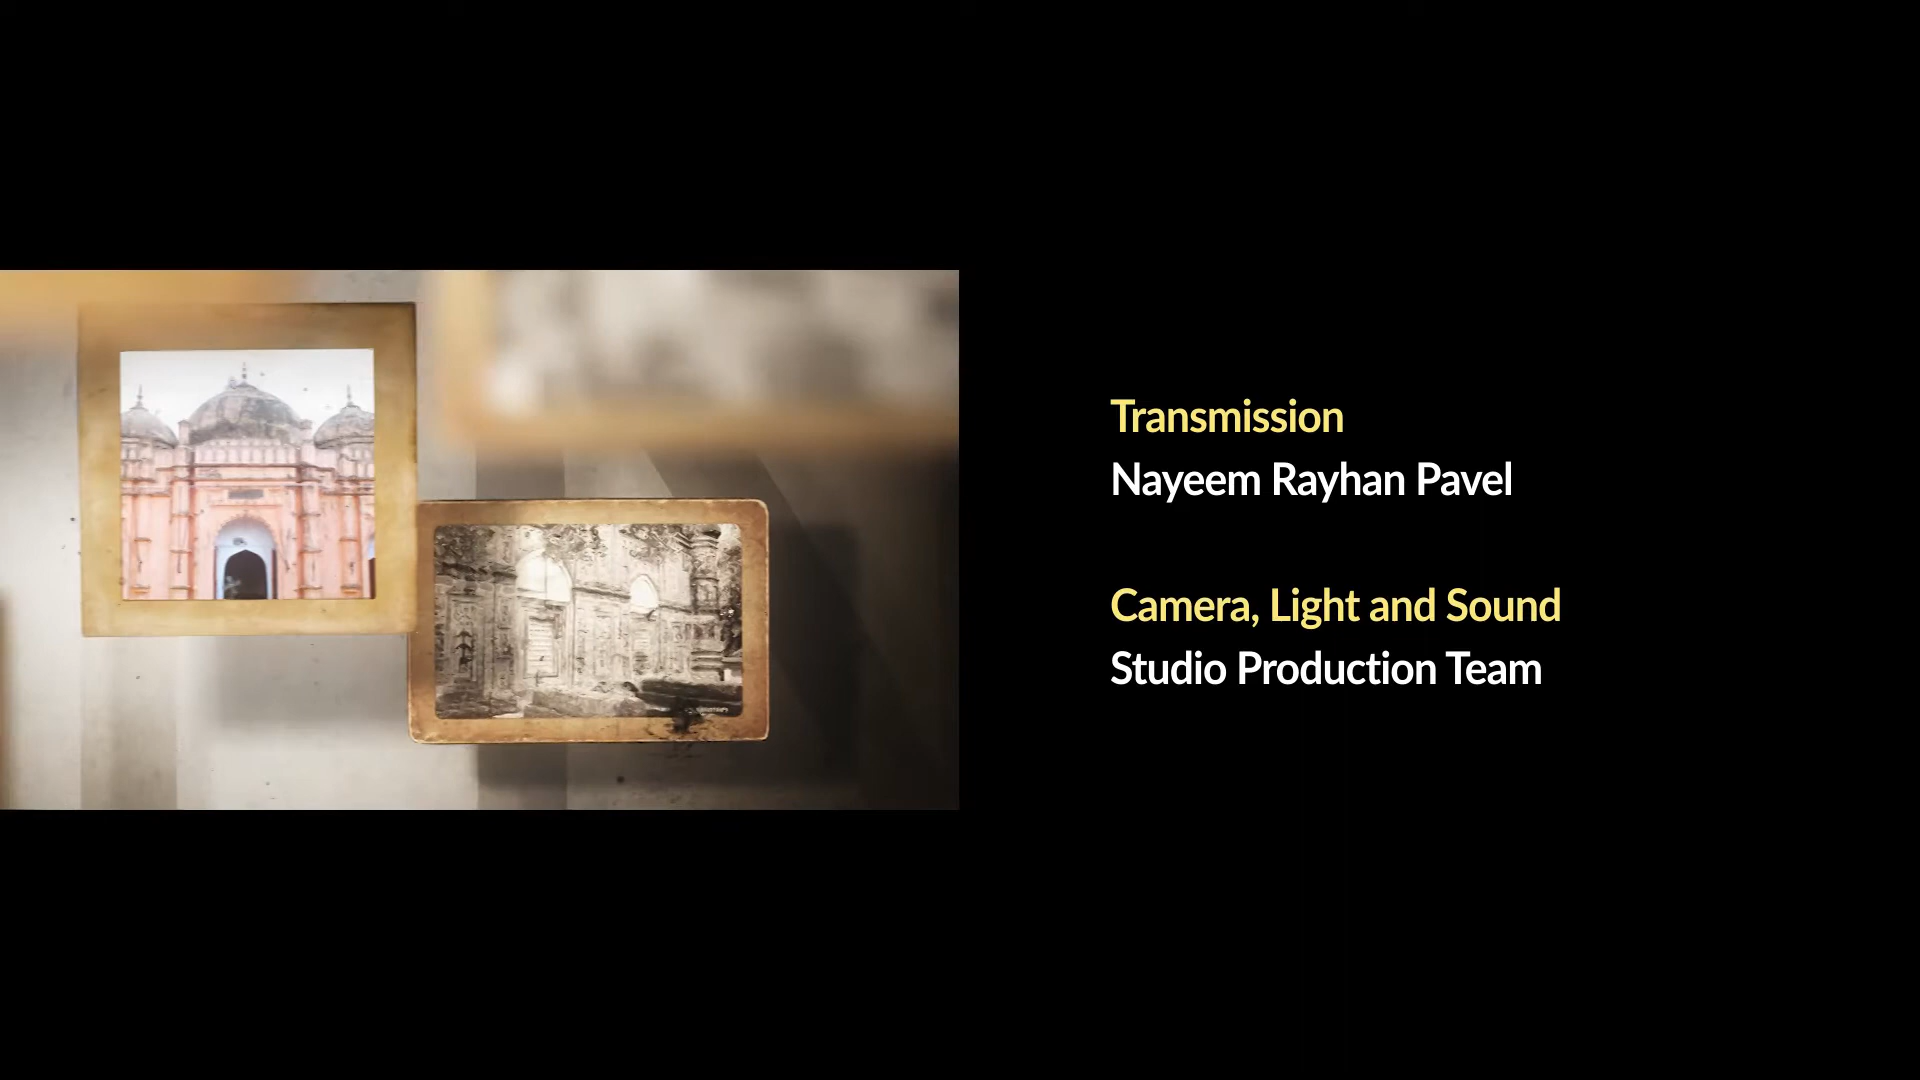 Transmission
Nayeem Rayhan Pavel
Camera, Light and Sound
Studio Production Team